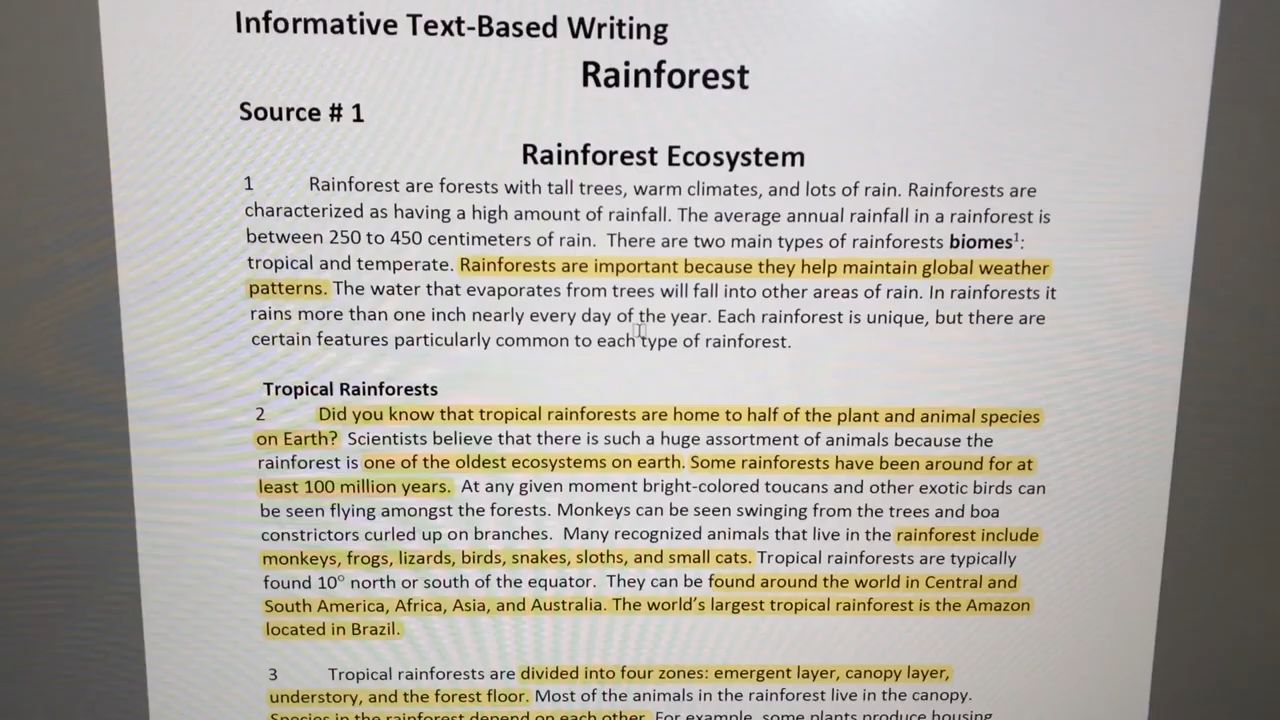 Informative Text-Based Writing
Rainforest
Source # 1
Rainforest Ecosystem
1 Rainforest are forests with tall trees, warm climates, and lots of rain. Rainforests are
characterized as having a high amount of rainfall. The average annual rainfall in a rainforest is
between 250 to 450 centimeters of rain. There are two main types of rainforests biomes¹:
tropical and temperate. Rainforests are important because they help maintain global weather
patterns. The water that evaporates from trees will fall into other areas of rain. In rainforests it
rains more than one inch nearly every day of the year. Each rainforest is unique, but there are
certain features particularly common to each type of rainforest.
Tropical Rainforests
2 Did you know that tropical rainforests are home to half of the plant and animal species
on Earth? Scientists believe that there is such a huge assortment of animals because the
rainforest is one of the oldest ecosystems on earth. Some rainforests have been around for at
least 100 million years. At any given moment bright-colored toucans and other exotic birds can
be seen flying amongst the forests. Monkeys can be seen swinging from the trees and boa
constrictors curled up on branches. Many recognized animals that live in the rainforest include
monkeys, frogs, lizards, birds, snakes, sloths, and small cats. Tropical rainforests are typically
found 10° north or south of the equator. They can be found around the world in Central and
South America, Africa, Asia, and Australia. The world's largest tropical rainforest is the Amazon
located in Brazil.
3 Tropical rainforests are divided into four zones: emergent layer, canopy layer,
understory, and the forest floor. Most of the animals in the rainforest live in the canopy.
Species in the rainforest depend on each other. For example, some plants produce housing